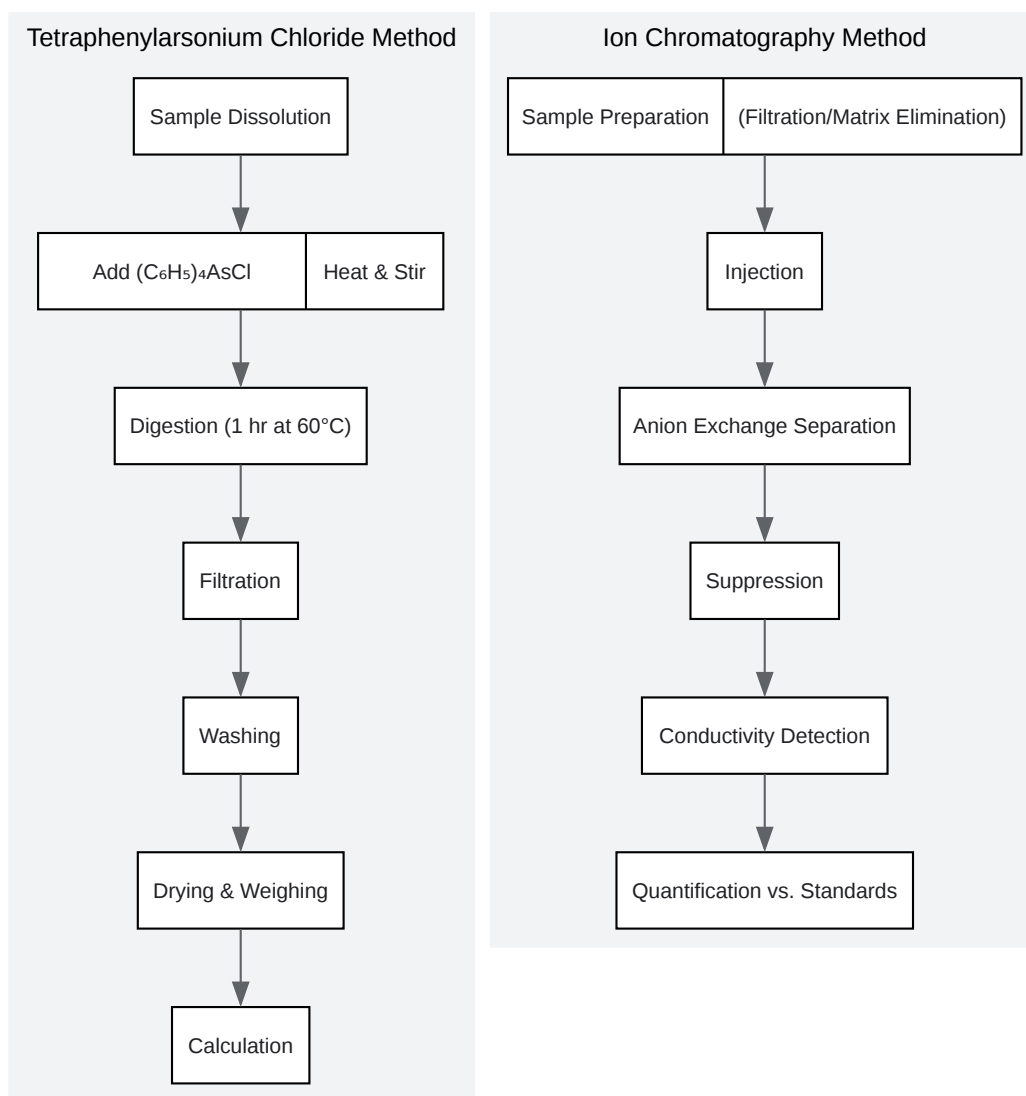 Tetraphenylarsonium Chloride Method
Sample Dissolution
Add (C₆H₅)₄AsCl
Heat & Stir
Digestion (1 hr at 60°C)
Filtration
Washing
Drying & Weighing
Calculation
Ion Chromatography Method
Sample Preparation
(Filtration/Matrix Elimination)
Injection
Anion Exchange Separation
Suppression
Conductivity Detection
Quantification vs. Standards